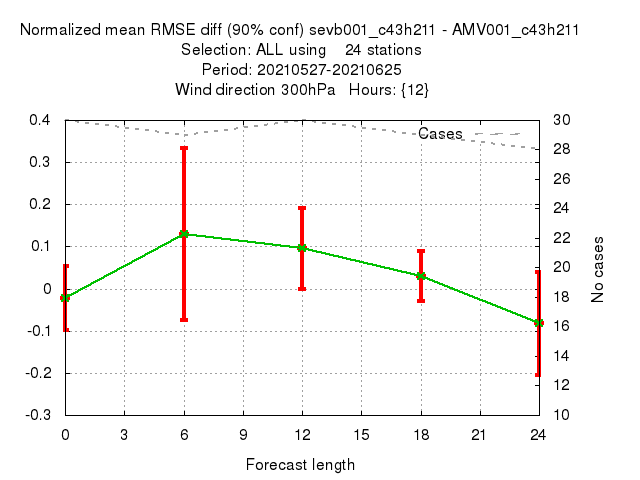 Normalized mean RMSE diff (90% conf) sevb001_c43h211 - AMV001_c43h211
Selection: ALL using    24 stations
Period: 20210527-20210625
Wind direction 300hPa   Hours: {12}
Cases
0.4
0.3
0.2
0.1
0
-0.1
-0.2
-0.3
30
28
26
24
22
20
18
16
14
12
10
No cases
0 3 6 9 12 15 18 21 24
Forecast length